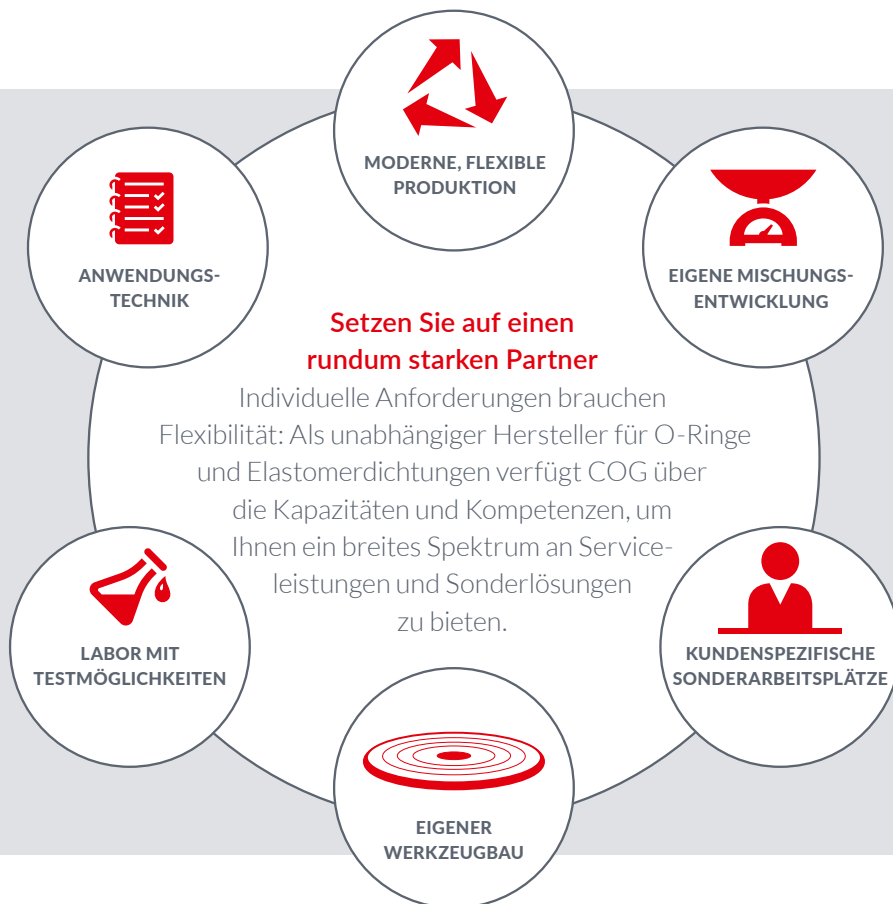 MODERNE, FLEXIBLE
PRODUKTION
ANWENDUNGS-
TECHNIK
EIGENE MISCHUNGS-
ENTWICKLUNG
Setzen Sie auf einen
rundum starken Partner
Individuelle Anforderungen brauchen
Flexibilität: Als unabhängiger Hersteller für O-Ringe
und Elastomerdichtungen verfügt COG über
die Kapazitäten und Kompetenzen, um
Ihnen ein breites Spektrum an Service-
leistungen und Sonderlösungen
zu bieten.
LABOR MIT
TESTMÖGLICHKEITEN
KUNDENSPEZIFISCHE
SONDERARBEITSPLÄTZE
EIGENER
WERKZEUGBAU